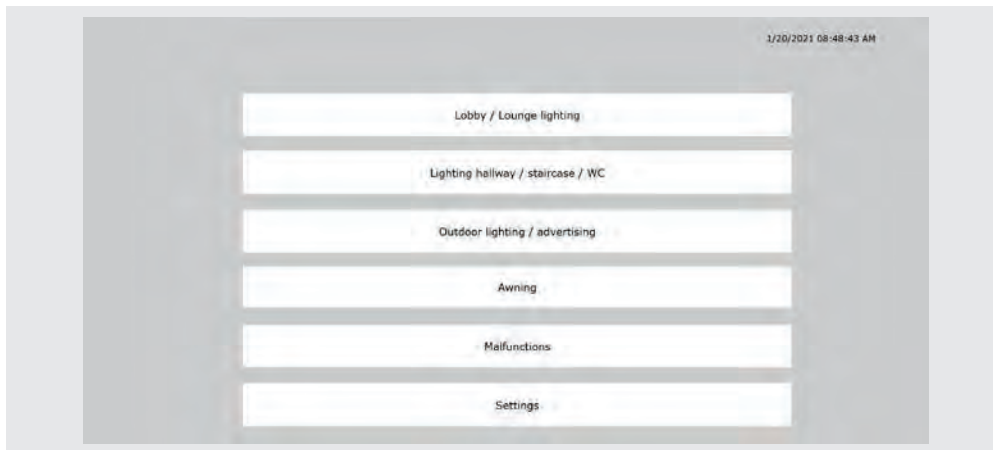 1/20/2021 08:48:43 AM
Lobby / Lounge lighting
Lighting hallway / staircase / WC
Outdoor lighting / advertising
Awning
Malfunctions
Settings